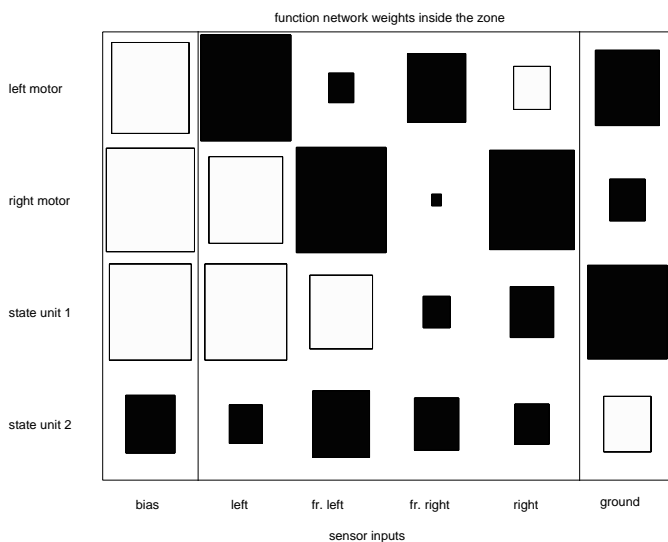 function network weights inside the zone
left motor
right motor
state unit 1
state unit 2
bias left fr. left fr. right right ground
sensor inputs